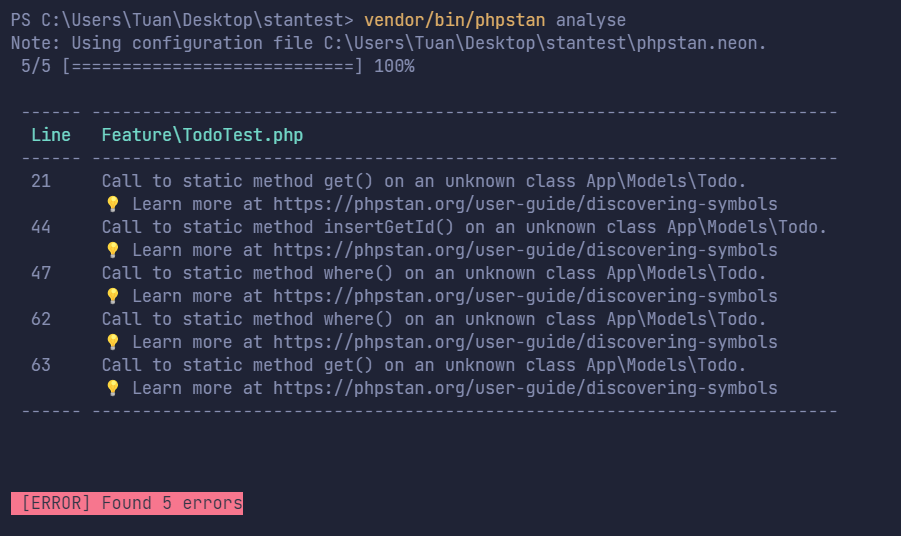 PS C:\Users\Tuan\Desktop\stantest> vendor/bin/phpstan analyse
Note: Using configuration file C:\Users\Tuan\Desktop\stantest\phpstan.neon.
5/5 [============================] 100%
------ -------------------------------------------------------------------------
Line Feature\TodoTest.php
------ -------------------------------------------------------------------------
21 Call to static method get() on an unknown class App\Models\Todo.
💡 Learn more at https://phpstan.org/user-guide/discovering-symbols
44 Call to static method insertGetId() on an unknown class App\Models\Todo.
💡 Learn more at https://phpstan.org/user-guide/discovering-symbols
47 Call to static method where() on an unknown class App\Models\Todo.
💡 Learn more at https://phpstan.org/user-guide/discovering-symbols
62 Call to static method where() on an unknown class App\Models\Todo.
💡 Learn more at https://phpstan.org/user-guide/discovering-symbols
63 Call to static method get() on an unknown class App\Models\Todo.
💡 Learn more at https://phpstan.org/user-guide/discovering-symbols
------ -------------------------------------------------------------------------
[ERROR] Found 5 errors